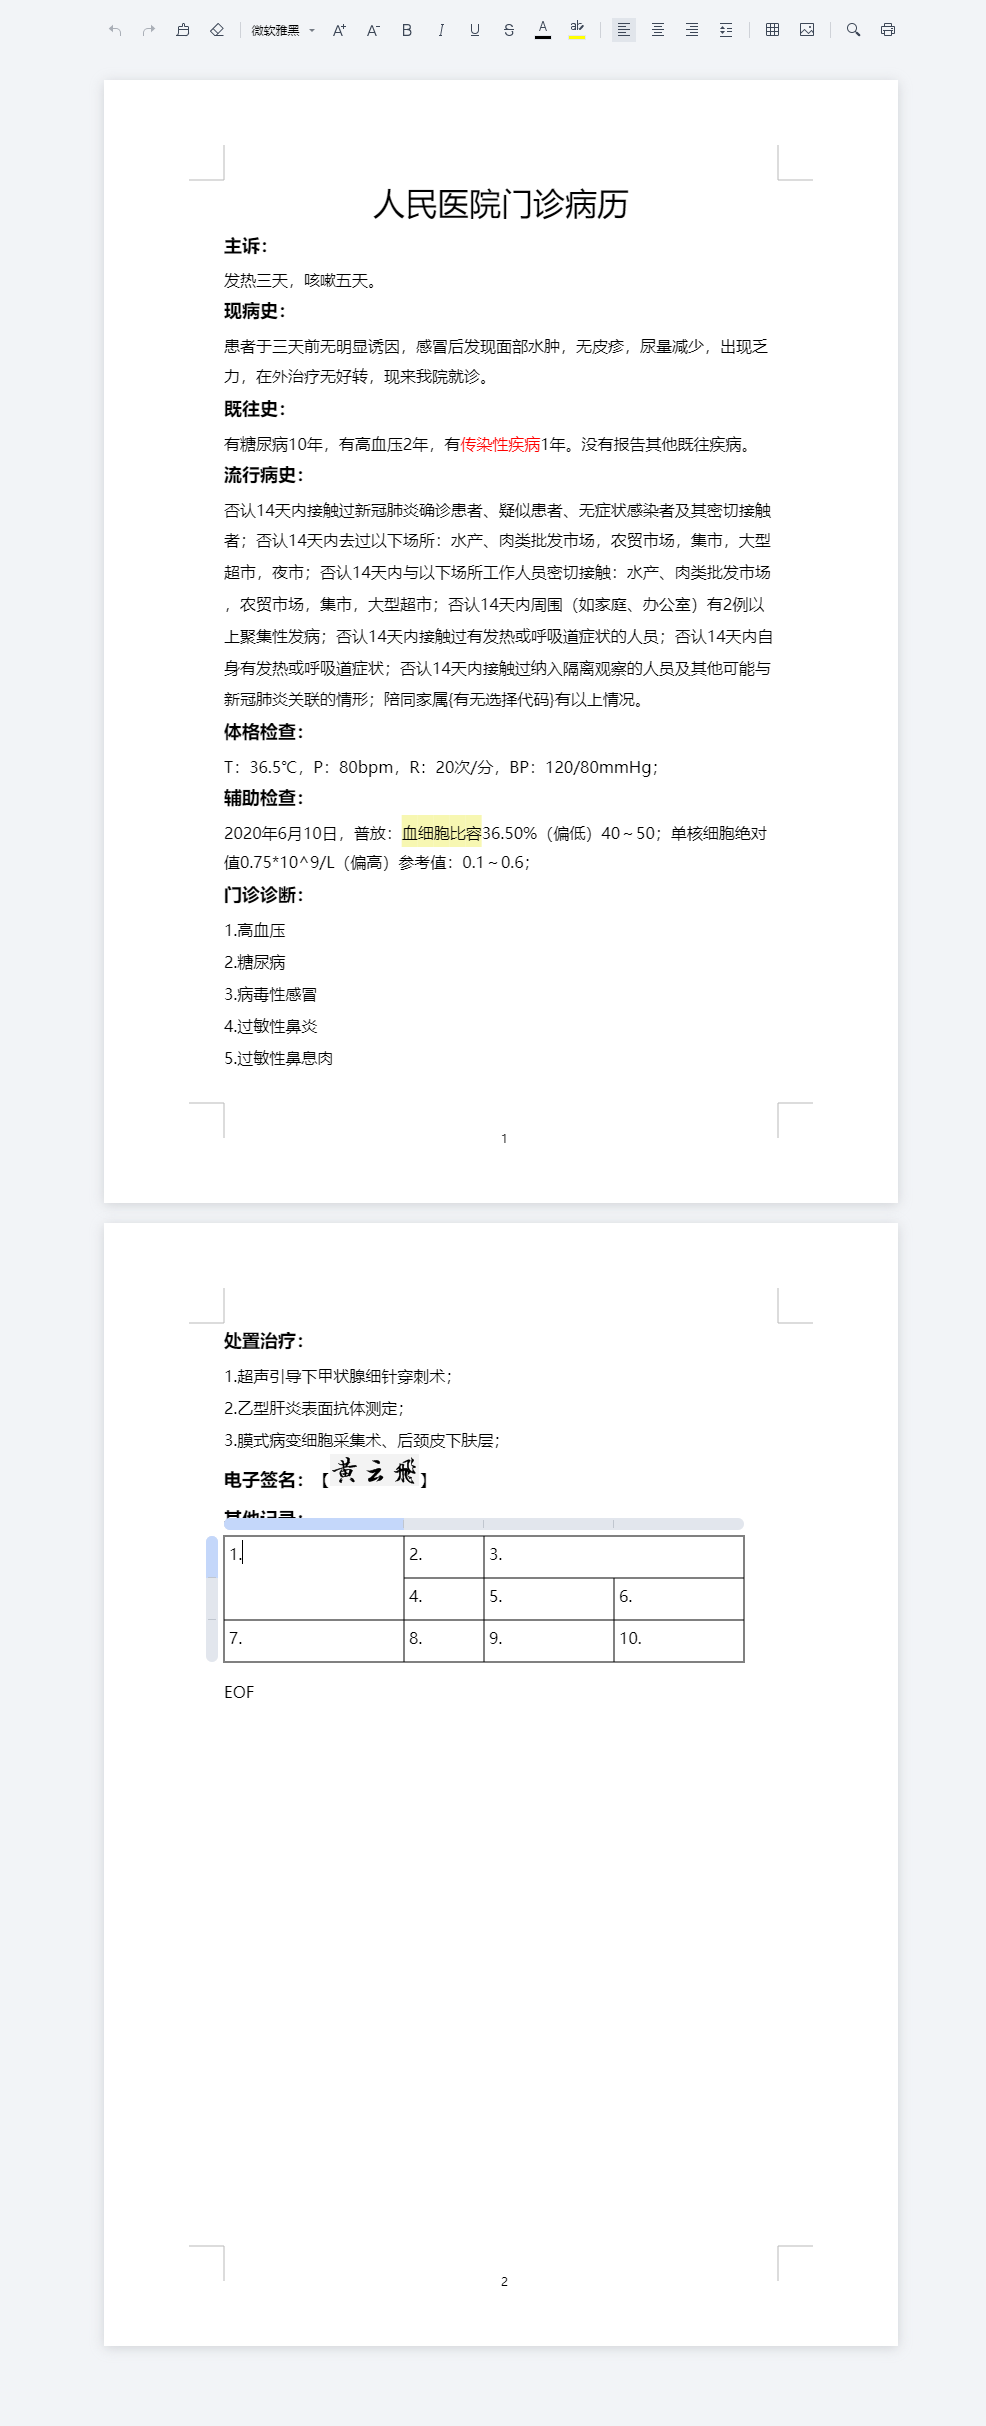 微软雅黑
人民医院门诊病历
主诉：
发热三天，咳嗽五天。
现病史：
患者于三天前无明显诱因，感冒后发现面部水肿，无皮疹，尿量减少，出现乏
力，在外治疗无好转，现来我院就诊。
既往史：
有糖尿病10年，有高血压2年，有传染性疾病1年。没有报告其他既往疾病。
流行病史：
否认14天内接触过新冠肺炎确诊患者、疑似患者、无症状感染者及其密切接触
者；否认14天内去过以下场所：水产、肉类批发市场，农贸市场，集市，大型
超市，夜市；否认14天内与以下场所工作人员密切接触：水产、肉类批发市场
，农贸市场，集市，大型超市；否认14天内周围（如家庭、办公室）有2例以
上聚集性发病；否认14天内接触过有发热或呼吸道症状的人员；否认14天内自
身有发热或呼吸道症状；否认14天内接触过纳入隔离观察的人员及其他可能与
新冠肺炎关联的情形；陪同家属{有无选择代码}有以上情况。
体格检查：
T：36.5℃，P：80bpm，R：20次/分，BP：120/80mmHg；
辅助检查：
2020年6月10日，普放：血细胞比容36.50%（偏低）40～50；单核细胞绝对
值0.75*10^9/L（偏高）参考值：0.1～0.6；
门诊诊断：
1.高血压
2.糖尿病
3.病毒性感冒
4.过敏性鼻炎
5.过敏性鼻息肉
1
处置治疗：
1.超声引导下甲状腺细针穿刺术；
2.乙型肝炎表面抗体测定；
3.膜式病变细胞采集术、后颈皮下肤层；
电子签名：【黄云飛】
其他记录：
1. 2. 3.
4. 5. 6.
7. 8. 9. 10.
EOF
2